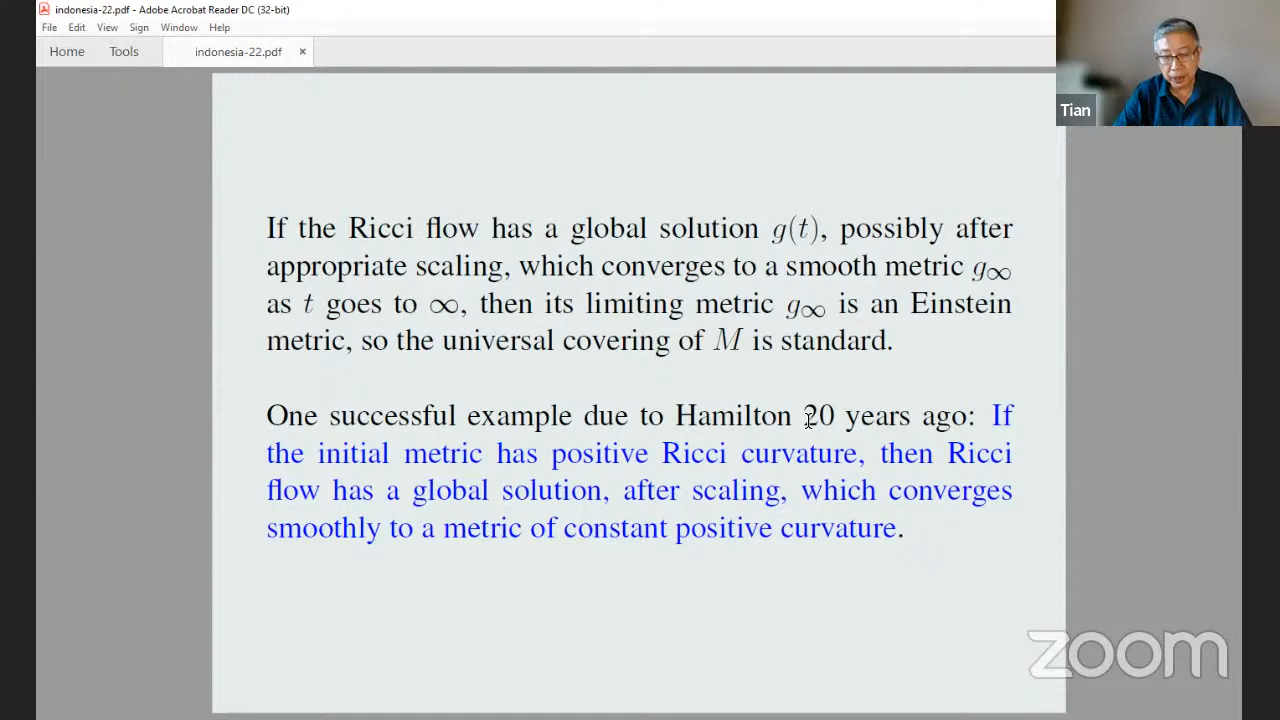 indonesia-22.pdf - Adobe Acrobat Reader DC (32-bit)
File Edit View Sign Window Help
Home Tools indonesia-22.pdf ×
Tian
If the Ricci flow has a global solution g(t), possibly after
appropriate scaling, which converges to a smooth metric g∞
as t goes to ∞, then its limiting metric g∞ is an Einstein
metric, so the universal covering of M is standard.
One successful example due to Hamilton 20 years ago: If
the initial metric has positive Ricci curvature, then Ricci
flow has a global solution, after scaling, which converges
smoothly to a metric of constant positive curvature.
zoom